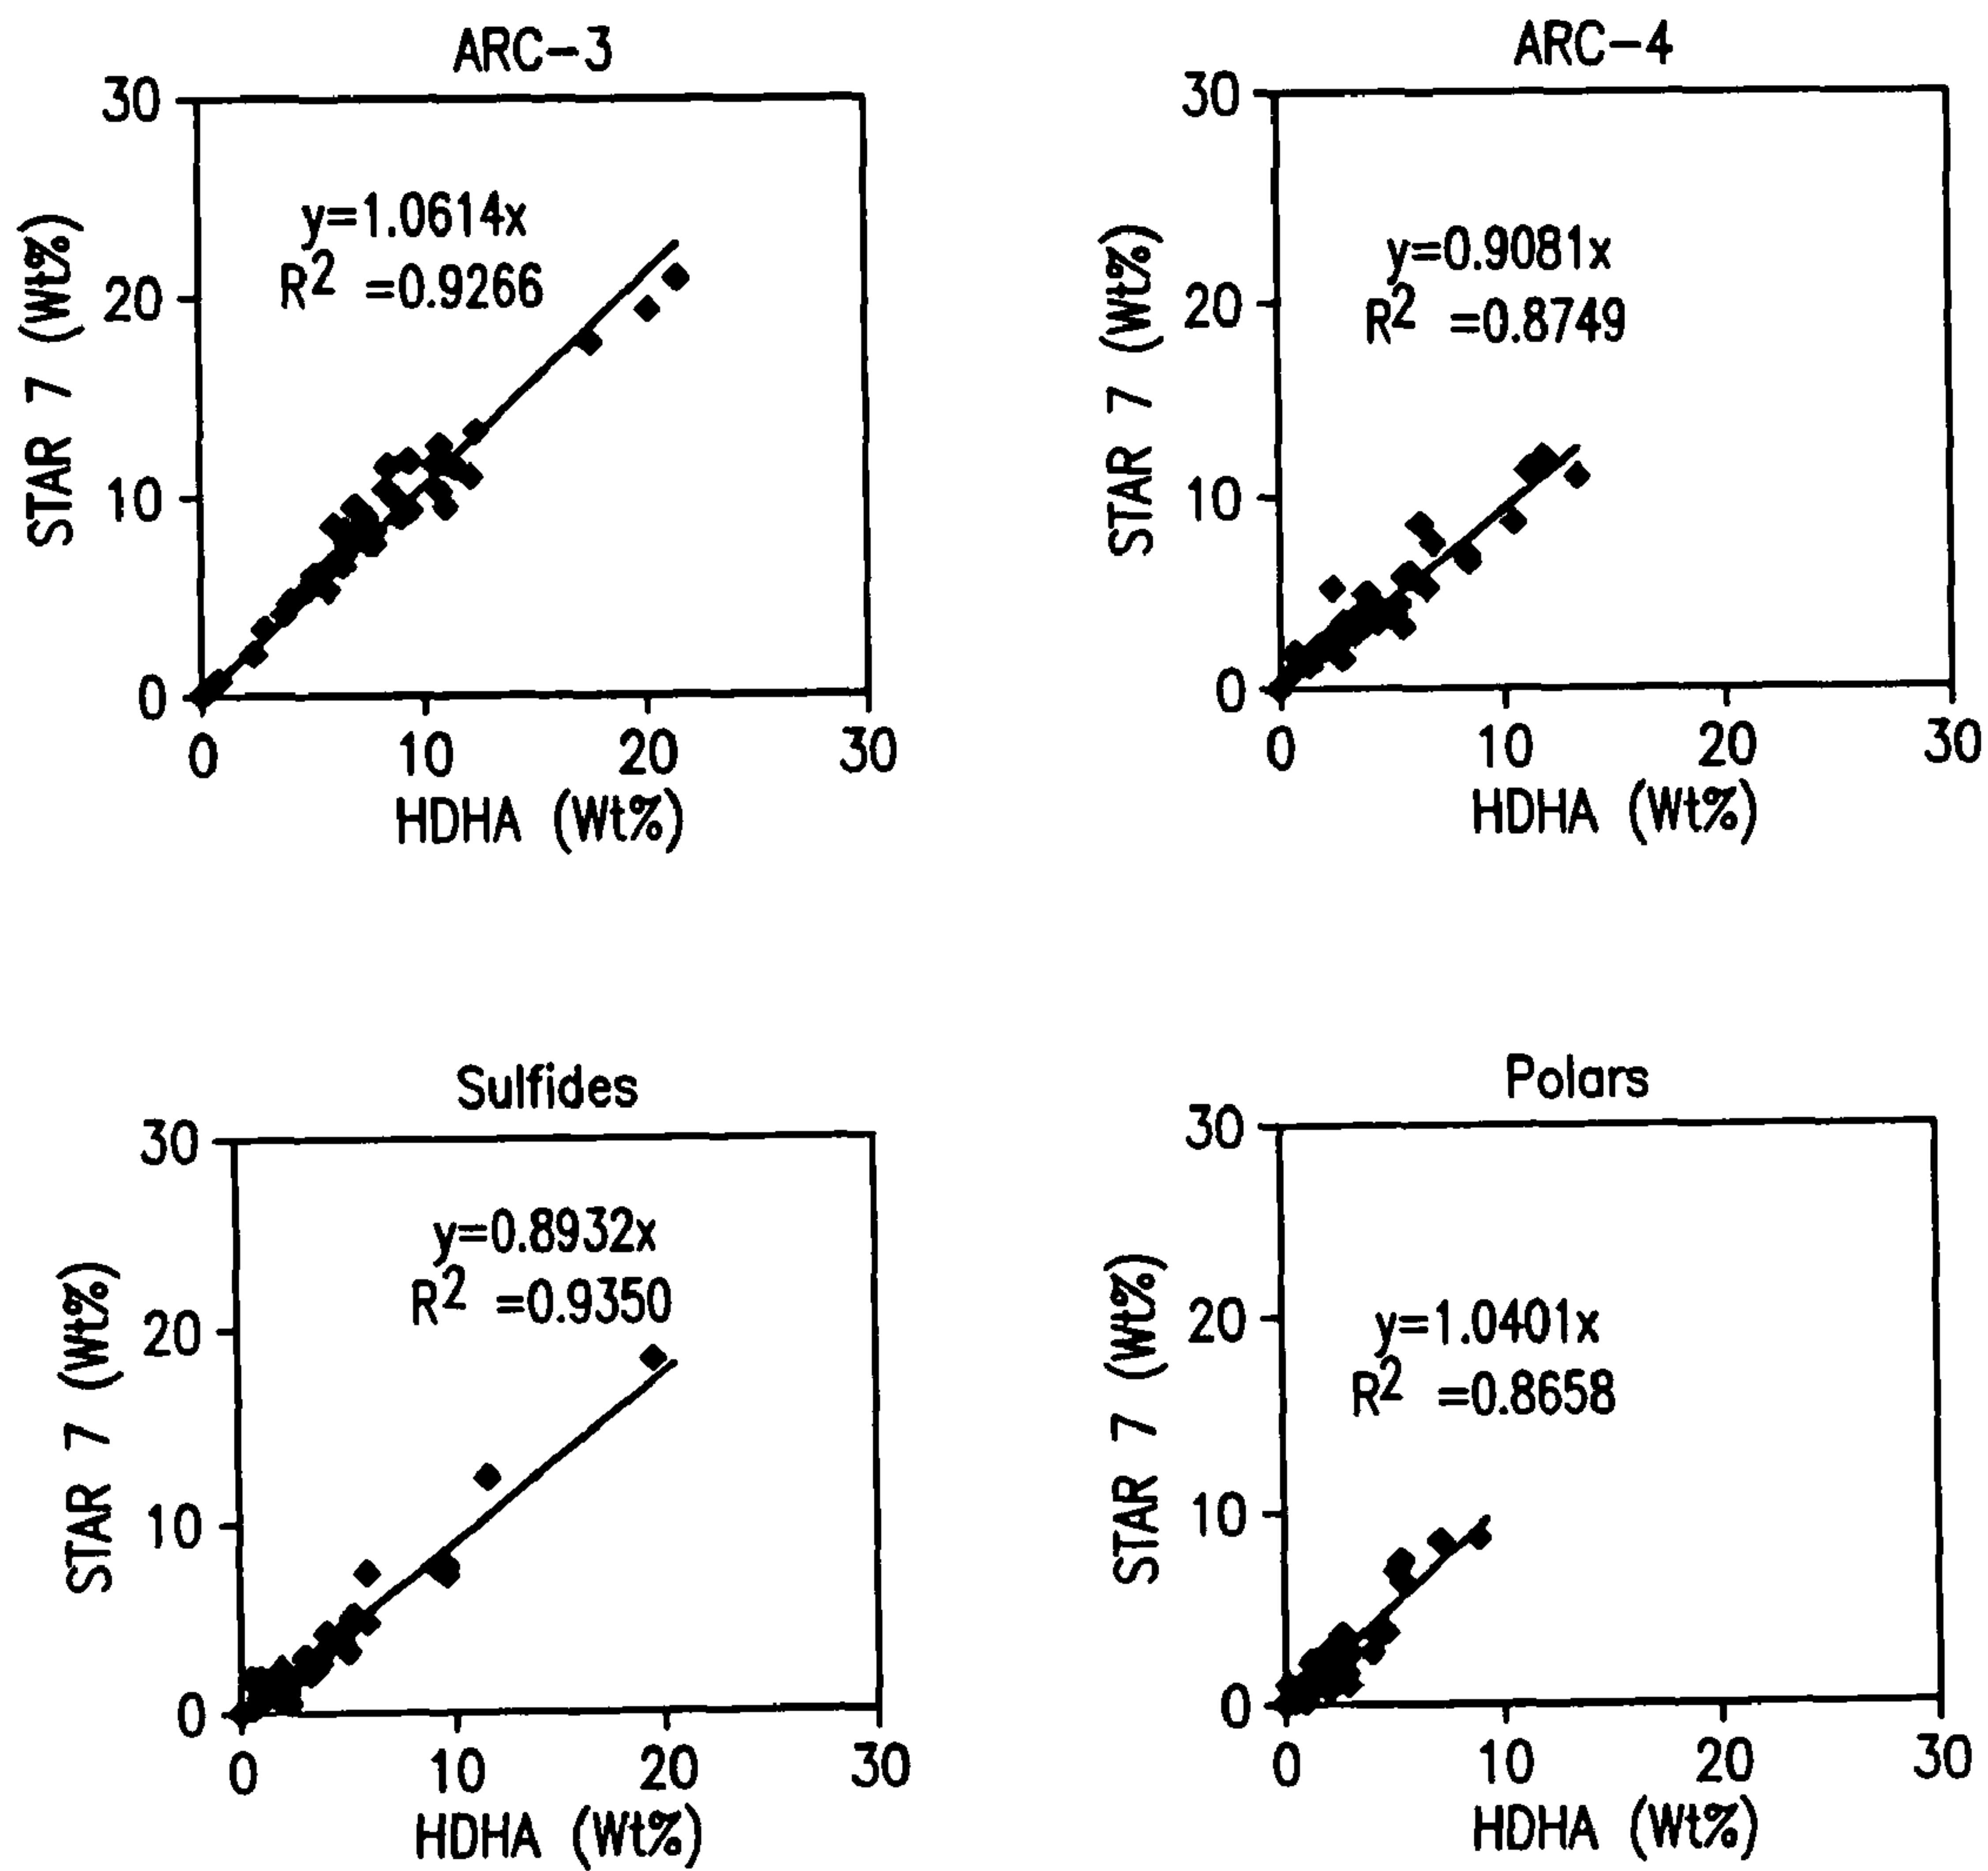 ARC-3
30
20
10
0
STAR 7 (Wt%)
y=1.0614x
R2 =0.9266
0 10 20 30
HDHA (Wt%)
ARC-4
30
20
10
0
STAR 7 (Wt%)
y=0.9081x
R2 =0.8749
0 10 20 30
HDHA (Wt%)
Sulfides
30
20
10
0
STAR 7 (Wt%)
y=0.8932x
R2 =0.9350
0 10 20 30
HDHA (Wt%)
Polars
30
20
10
0
STAR 7 (Wt%)
y=1.0401x
R2 =0.8658
0 10 20 30
HDHA (Wt%)